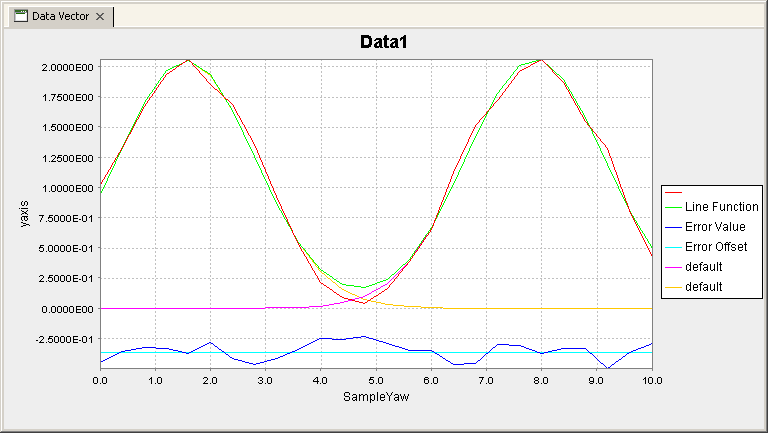 Data Vector
Data1
2.0000E00
1.7500E00
1.5000E00
1.2500E00
1.0000E00
7.5000E-01
5.0000E-01
2.5000E-01
0.0000E00
-2.5000E-01
yaxis
0.0 1.0 2.0 3.0 4.0 5.0 6.0 7.0 8.0 9.0 10.0
SampleYaw
Line Function
Error Value
Error Offset
default
default